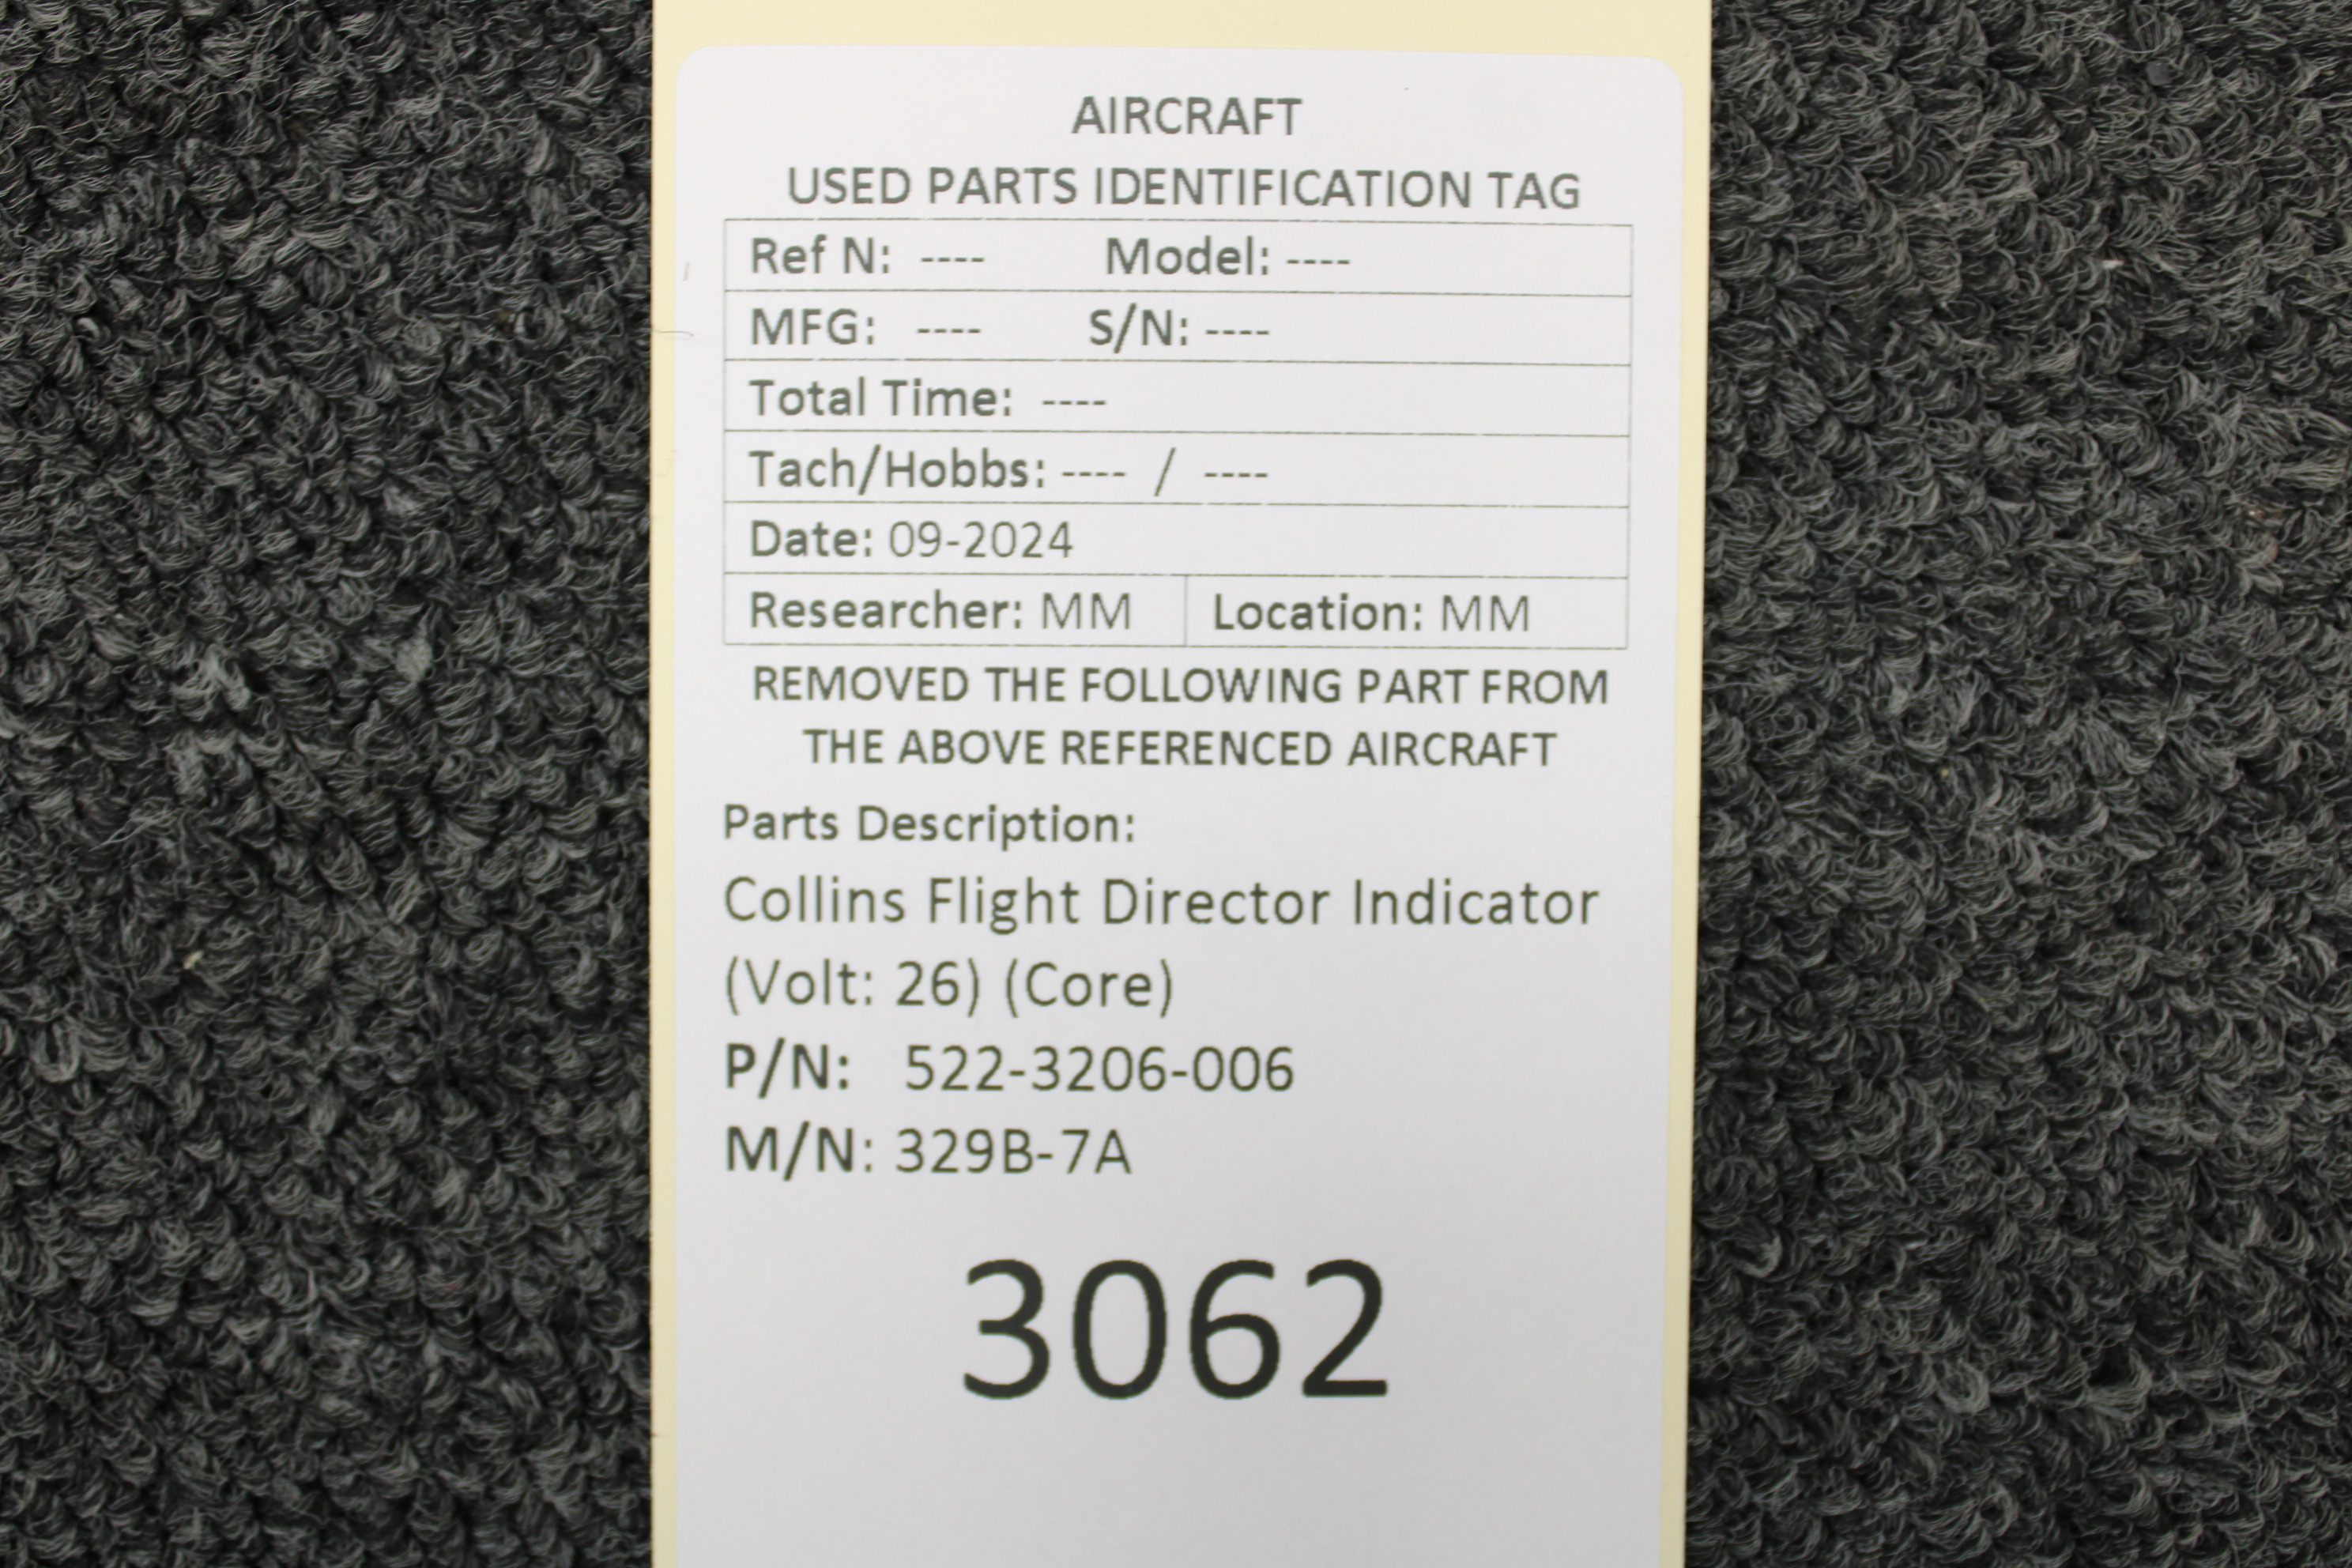 AIRCRAFT
USED PARTS IDENTIFICATION TAG
Ref N: ---- Model: ----
MFG: ---- S/N: ----
Total Time: ----
Tach/Hobbs: ---- / ----
Date: 09-2024
Researcher: MM Location: MM
REMOVED THE FOLLOWING PART FROM
THE ABOVE REFERENCED AIRCRAFT
Parts Description:
Collins Flight Director Indicator
(Volt: 26) (Core)
P/N: 522-3206-006
M/N: 329B-7A
3062